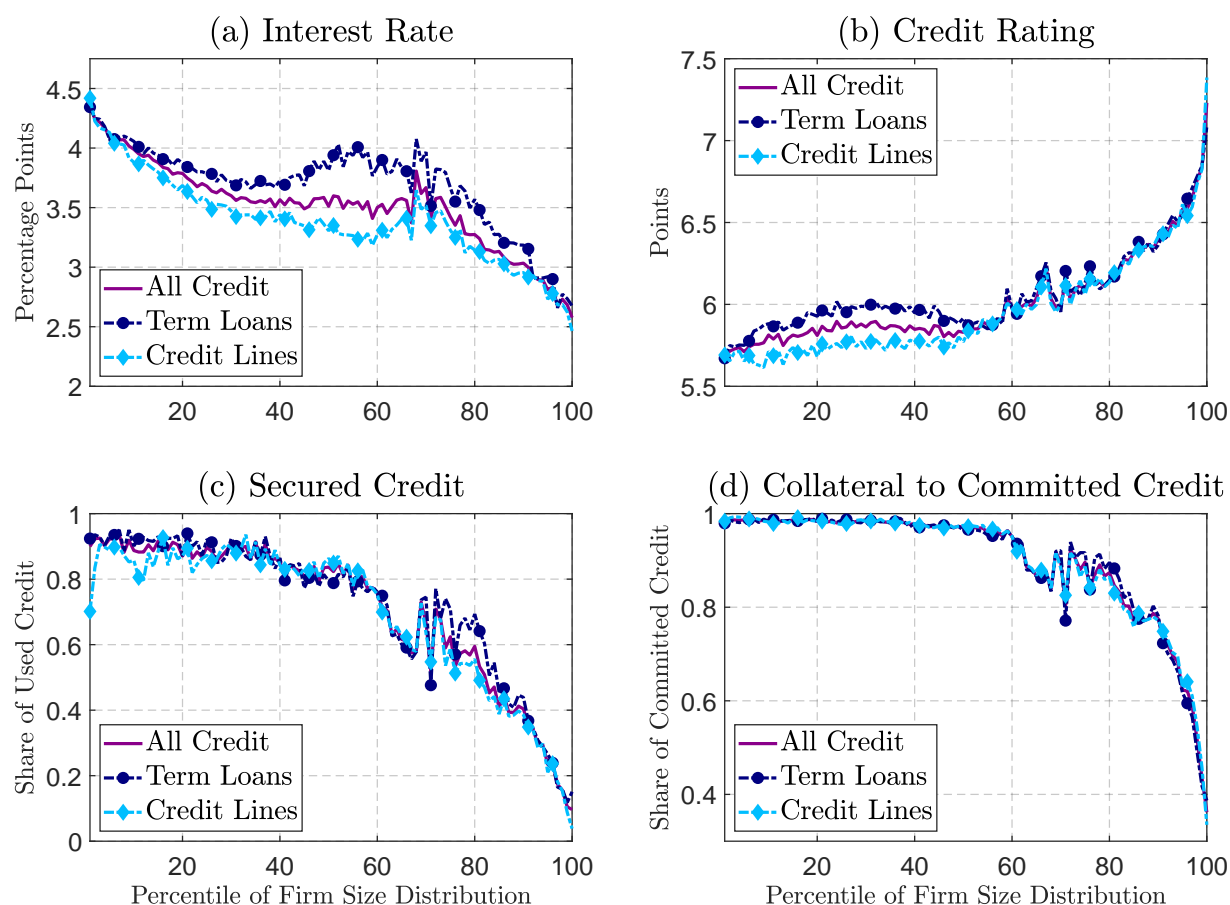 (a) Interest Rate
(b) Credit Rating
Percentage Points
4.5
4
3.5
3
2.5
2
All Credit
Term Loans
Credit Lines
20
40
60
80
100
Points
7.5
7
6.5
6
5.5
All Credit
Term Loans
Credit Lines
20
40
60
80
100
(c) Secured Credit
(d) Collateral to Committed Credit
Share of Used Credit
1
0.8
0.6
0.4
0.2
0
All Credit
Term Loans
Credit Lines
20
40
60
80
100
Percentile of Firm Size Distribution
Share of Committed Credit
1
0.8
0.6
0.4
All Credit
Term Loans
Credit Lines
20
40
60
80
100
Percentile of Firm Size Distribution